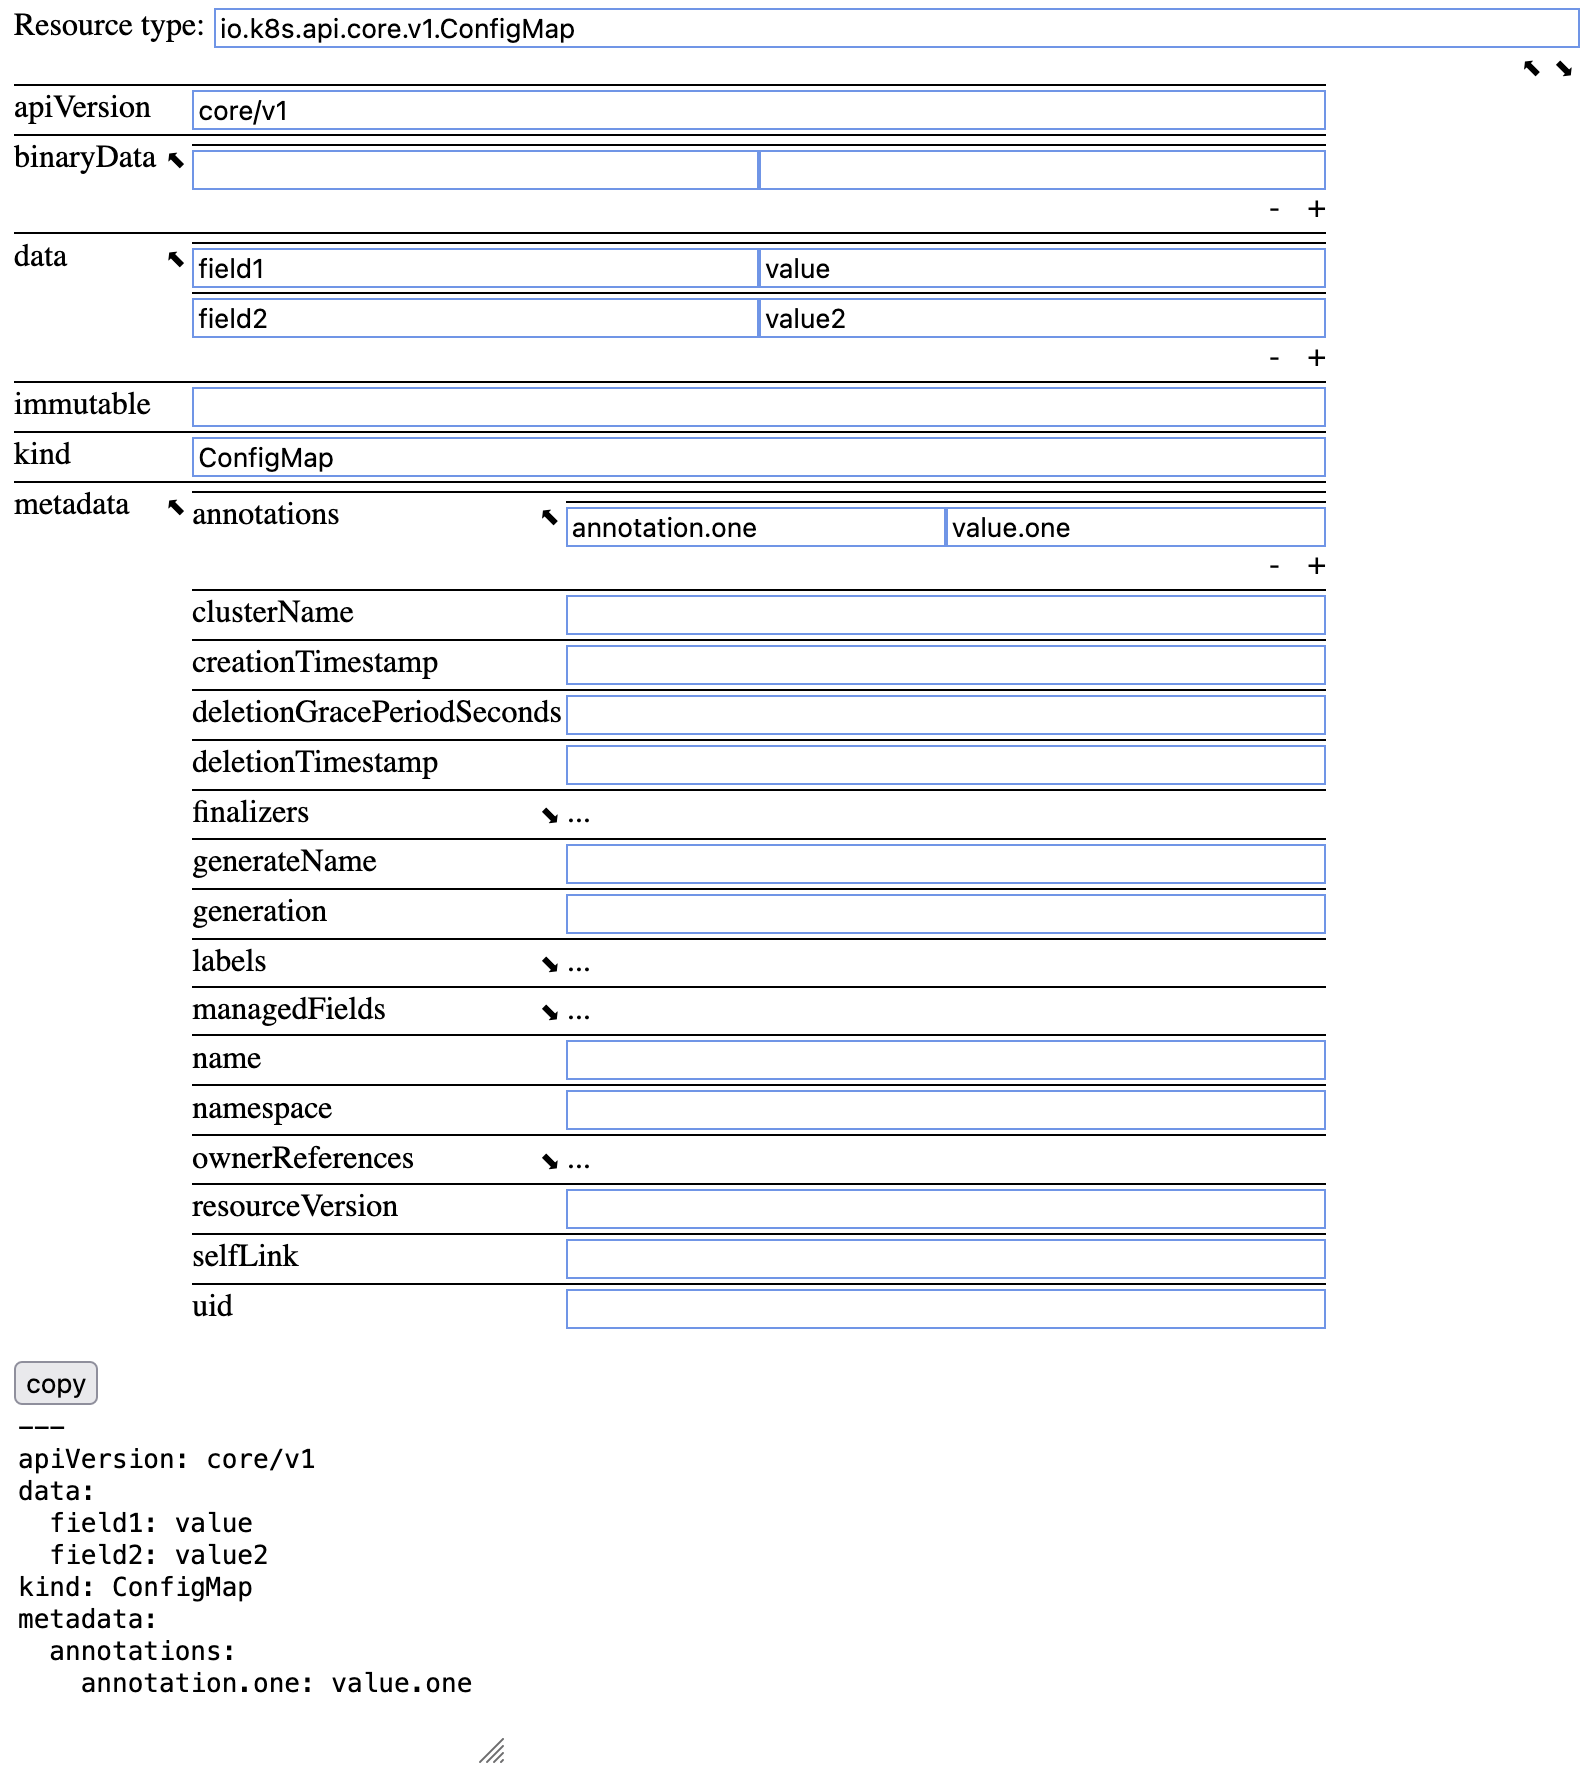 Resource type: io.k8s.api.core.v1.ConfigMap
apiVersion core/v1
binaryData
- +
data field1 value
field2 value2
- +
immutable
kind ConfigMap
metadata annotations annotation.one value.one
- +
clusterName
creationTimestamp
deletionGracePeriodSeconds
deletionTimestamp
finalizers ...
generateName
generation
labels ...
managedFields ...
name
namespace
ownerReferences ...
resourceVersion
selfLink
uid
copy
---
apiVersion: core/v1
data:
  field1: value
  field2: value2
kind: ConfigMap
metadata:
  annotations:
    annotation.one: value.one